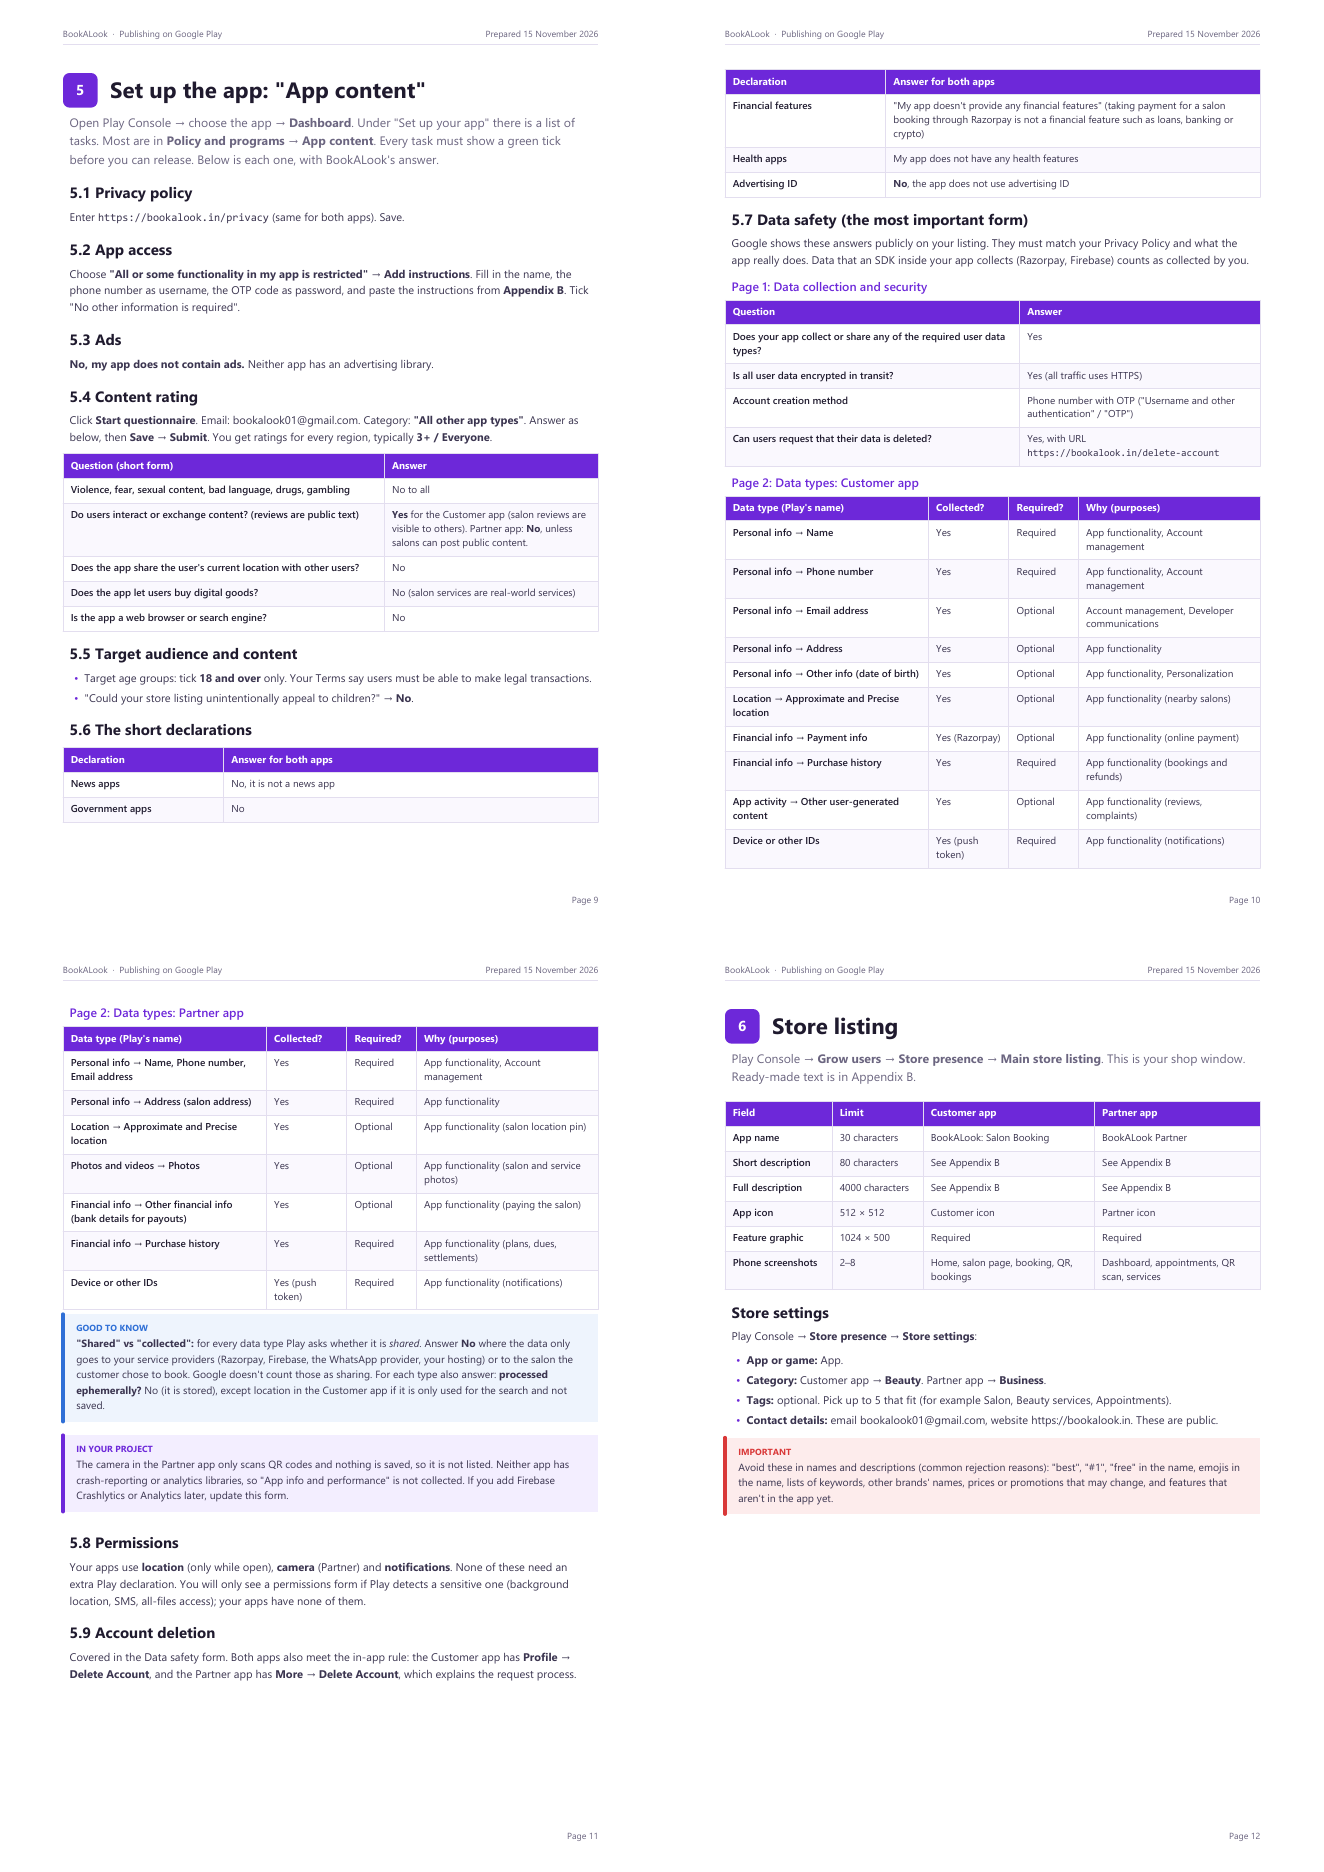 BookALook · Publishing on Google Play
Prepared 15 November 2026
5
Set up the app: "App content"
Open Play Console → choose the app → Dashboard. Under "Set up your app" there is a list of
tasks. Most are in Policy and programs → App content. Every task must show a green tick
before you can release. Below is each one, with BookALook's answer.
5.1 Privacy policy
Enter https://bookalook.in/privacy (same for both apps). Save.
5.2 App access
Choose "All or some functionality in my app is restricted" → Add instructions. Fill in the name, the
phone number as username, the OTP code as password, and paste the instructions from Appendix B. Tick
"No other information is required".
5.3 Ads
No, my app does not contain ads. Neither app has an advertising library.
5.4 Content rating
Click Start questionnaire. Email: bookalook01@gmail.com. Category: "All other app types". Answer as
below, then Save → Submit. You get ratings for every region, typically 3+ / Everyone.
Question (short form)
Answer
Violence, fear, sexual content, bad language, drugs, gambling
No to all
Do users interact or exchange content? (reviews are public text)
Yes for the Customer app (salon reviews are
visible to others). Partner app: No, unless
salons can post public content.
Does the app share the user's current location with other users?
No
Does the app let users buy digital goods?
No (salon services are real-world services)
Is the app a web browser or search engine?
No
5.5 Target audience and content
• Target age groups: tick 18 and over only. Your Terms say users must be able to make legal transactions.
• "Could your store listing unintentionally appeal to children?" → No.
5.6 The short declarations
Declaration
Answer for both apps
News apps
No, it is not a news app
Government apps
No
Page 9
BookALook · Publishing on Google Play
Prepared 15 November 2026
Declaration
Answer for both apps
Financial features
"My app doesn't provide any financial features" (taking payment for a salon
booking through Razorpay is not a financial feature such as loans, banking or
crypto)
Health apps
My app does not have any health features
Advertising ID
No, the app does not use advertising ID
5.7 Data safety (the most important form)
Google shows these answers publicly on your listing. They must match your Privacy Policy and what the
app really does. Data that an SDK inside your app collects (Razorpay, Firebase) counts as collected by you.
Page 1: Data collection and security
Question
Answer
Does your app collect or share any of the required user data
types?
Yes
Is all user data encrypted in transit?
Yes (all traffic uses HTTPS)
Account creation method
Phone number with OTP ("Username and other
authentication" / "OTP")
Can users request that their data is deleted?
Yes, with URL
https://bookalook.in/delete-account
Page 2: Data types: Customer app
Data type (Play's name)
Collected?
Required?
Why (purposes)
Personal info → Name
Yes
Required
App functionality, Account
management
Personal info → Phone number
Yes
Required
App functionality, Account
management
Personal info → Email address
Yes
Optional
Account management, Developer
communications
Personal info → Address
Yes
Optional
App functionality
Personal info → Other info (date of birth)
Yes
Optional
App functionality, Personalization
Location → Approximate and Precise
location
Yes
Optional
App functionality (nearby salons)
Financial info → Payment info
Yes (Razorpay)
Optional
App functionality (online payment)
Financial info → Purchase history
Yes
Required
App functionality (bookings and
refunds)
App activity → Other user-generated
content
Yes
Optional
App functionality (reviews,
complaints)
Device or other IDs
Yes (push
token)
Required
App functionality (notifications)
Page 10
BookALook · Publishing on Google Play
Prepared 15 November 2026
Page 2: Data types: Partner app
Data type (Play's name)
Collected?
Required?
Why (purposes)
Personal info → Name, Phone number,
Email address
Yes
Required
App functionality, Account
management
Personal info → Address (salon address)
Yes
Required
App functionality
Location → Approximate and Precise
location
Yes
Optional
App functionality (salon location pin)
Photos and videos → Photos
Yes
Optional
App functionality (salon and service
photos)
Financial info → Other financial info
(bank details for payouts)
Yes
Optional
App functionality (paying the salon)
Financial info → Purchase history
Yes
Required
App functionality (plans, dues,
settlements)
Device or other IDs
Yes (push
token)
Required
App functionality (notifications)
GOOD TO KNOW
"Shared" vs "collected": for every data type Play asks whether it is shared. Answer No where the data only
goes to your service providers (Razorpay, Firebase, the WhatsApp provider, your hosting) or to the salon the
customer chose to book. Google doesn't count those as sharing. For each type also answer: processed
ephemerally? No (it is stored), except location in the Customer app if it is only used for the search and not
saved.
IN YOUR PROJECT
The camera in the Partner app only scans QR codes and nothing is saved, so it is not listed. Neither app has
crash-reporting or analytics libraries, so "App info and performance" is not collected. If you add Firebase
Crashlytics or Analytics later, update this form.
5.8 Permissions
Your apps use location (only while open), camera (Partner) and notifications. None of these need an
extra Play declaration. You will only see a permissions form if Play detects a sensitive one (background
location, SMS, all-files access); your apps have none of them.
5.9 Account deletion
Covered in the Data safety form. Both apps also meet the in-app rule: the Customer app has Profile →
Delete Account, and the Partner app has More → Delete Account, which explains the request process.
Page 11
BookALook · Publishing on Google Play
Prepared 15 November 2026
6
Store listing
Play Console → Grow users → Store presence → Main store listing. This is your shop window.
Ready-made text is in Appendix B.
Field
Limit
Customer app
Partner app
App name
30 characters
BookALook: Salon Booking
BookALook Partner
Short description
80 characters
See Appendix B
See Appendix B
Full description
4000 characters
See Appendix B
See Appendix B
App icon
512 × 512
Customer icon
Partner icon
Feature graphic
1024 × 500
Required
Required
Phone screenshots
2–8
Home, salon page, booking, QR,
bookings
Dashboard, appointments, QR
scan, services
Store settings
Play Console → Store presence → Store settings:
• App or game: App.
• Category: Customer app → Beauty. Partner app → Business.
• Tags: optional. Pick up to 5 that fit (for example Salon, Beauty services, Appointments).
• Contact details: email bookalook01@gmail.com, website https://bookalook.in. These are public.
IMPORTANT
Avoid these in names and descriptions (common rejection reasons): "best", "#1", "free" in the name, emojis in
the name, lists of keywords, other brands' names, prices or promotions that may change, and features that
aren't in the app yet.
Page 12